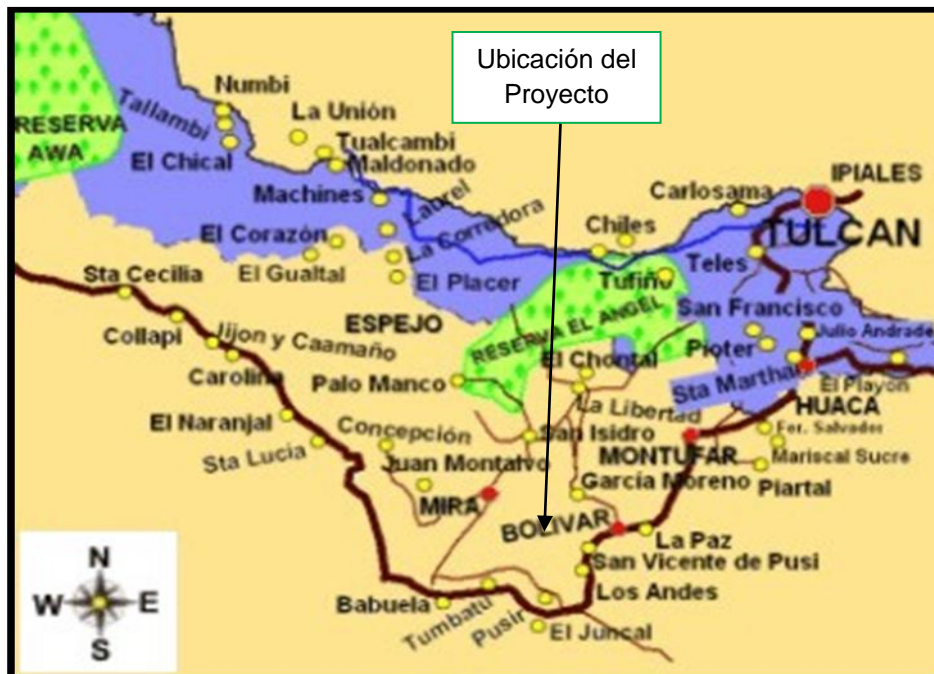 Ubicación del
Proyecto
Numbi
Tallambi
La Unión
RESERVA
AWA
El Chical
Tualcambi
Maldonado
Machines
Laurel
IPIALES
Carlosama
El Corazón
La Corredora
Chiles
TULCAN
El Gualtal
Teles
Sta Cecilia
El Placer
Tufiño
San Francisco
Collapi
Jijon y Caamaño
ESPEJO
RESERVA EL ANGEL
Julio Andrade
Pioter
El Chontal
Carolina
Palo Manco
Sta Martha
El Playon
La Libertad
HUACA
El Naranjal
Concepción
San Isidro
Fer. Salvador
Sta Lucia
Juan Montalvo
MONTUFAR
Mariscal Sucre
García Moreno
Piartal
MIRA
BOLIVAR
La Paz
San Vicente de Pusi
Los Andes
Babuela
Tumbatu
Pusir
El Juncal
N
W
E
S